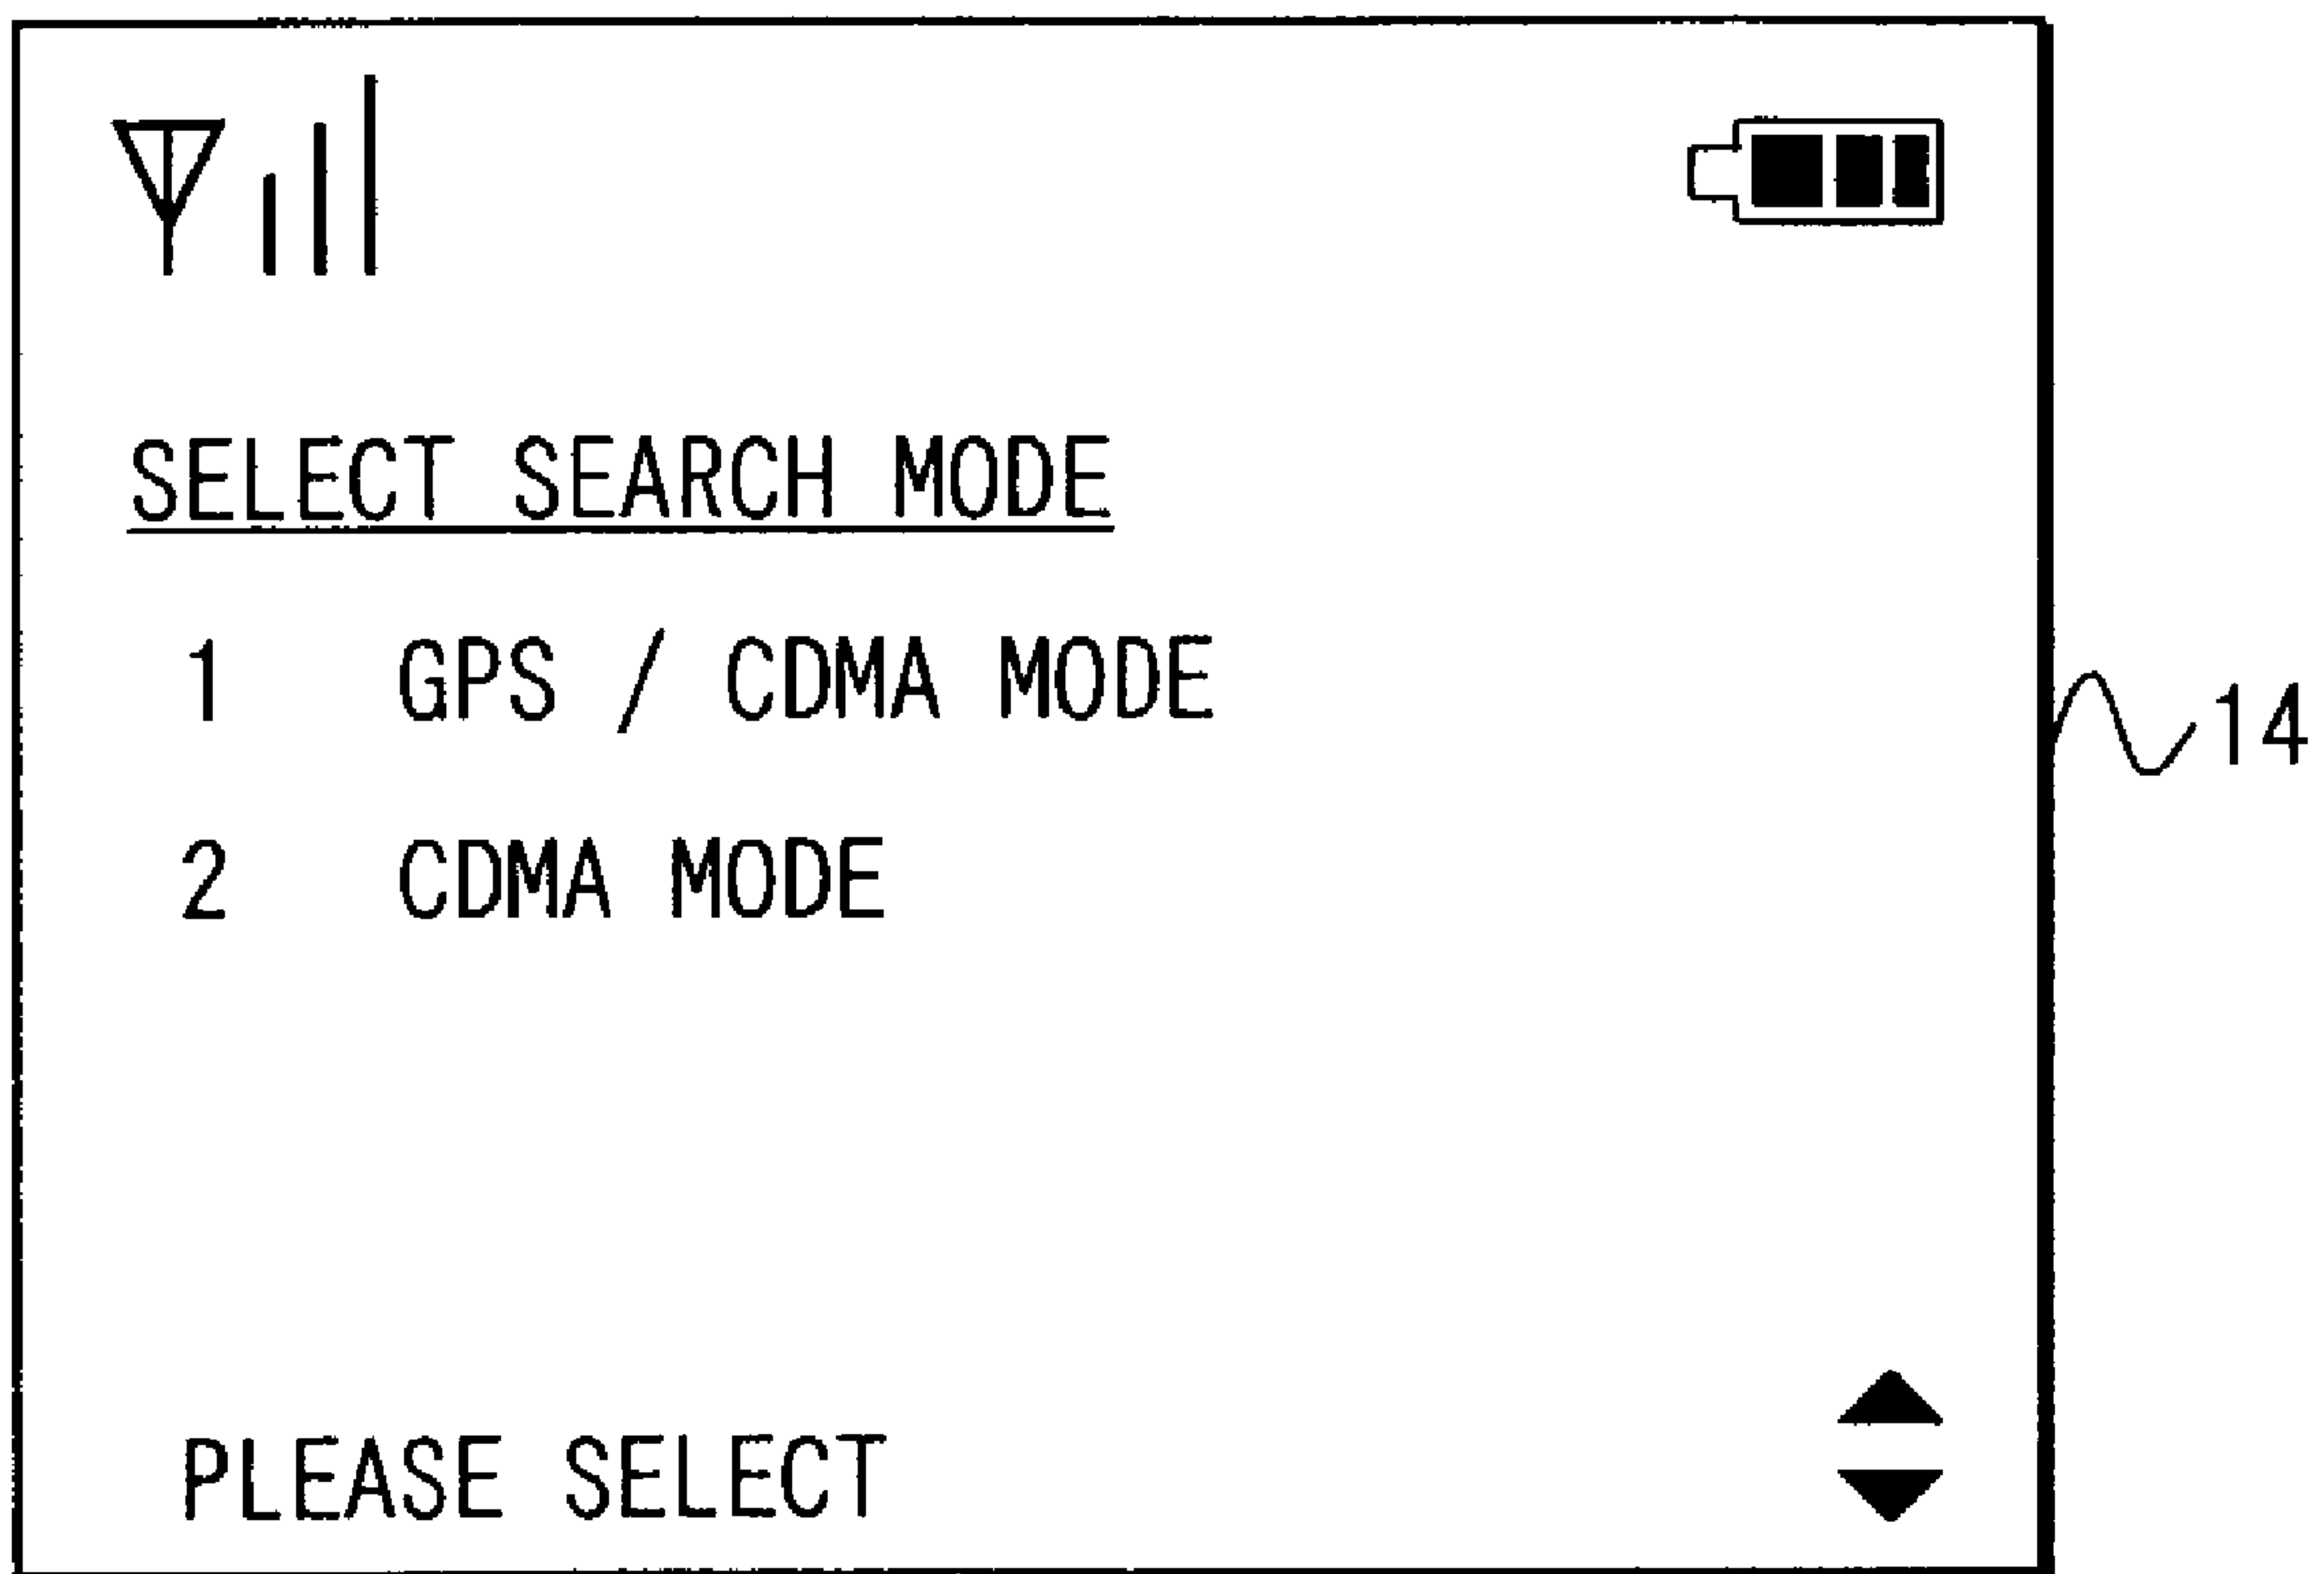 SELECT SEARCH MODE
1 GPS / CDMA MODE
14
2 CDMA MODE
PLEASE SELECT